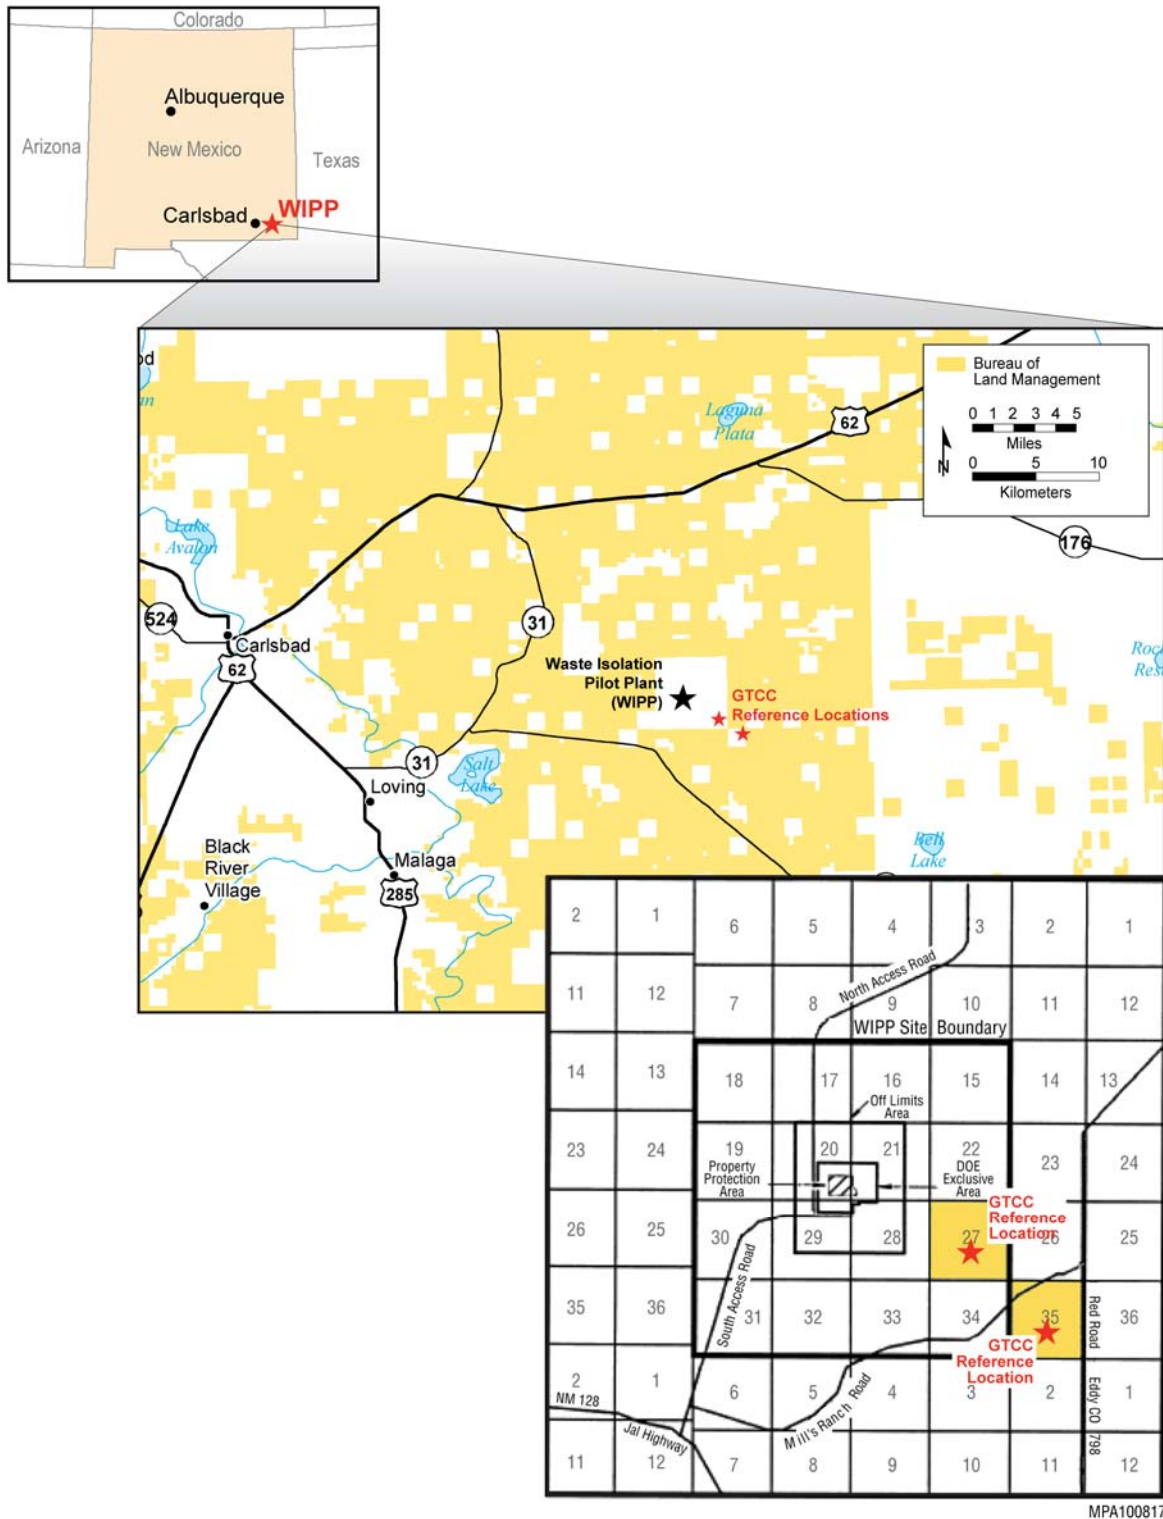 Colorado
Albuquerque
Arizona
New Mexico
Texas
Carlsbad
WIPP
Bureau of
Land Management
0 1 2 3 4 5
Miles
N
0 5 10
Kilometers
od
an
Laguna
Plata
62
Lake
Avalon
176
524
Carlsbad
62
31
Waste Isolation
Pilot Plant
(WIPP)
GTCC
Reference Locations
Roc
Res
31
Salt
Lake
Loving
Bell
Lake
Black
River
Village
Malaga
285
2 1 6 5 4 3 2 1
North Access Road
11 12 7 8 9 10 11 12
WIPP Site Boundary
14 13 18 17 16 15 14 13
Off Limits
Area
23 24 19 20 21 22 23 24
Property
Protection
Area
DOE
Exclusive
Area
GTCC
Reference
Location
26 25 30 29 28 27 26 25
South Access Road
35 36 31 32 33 34 35 36
Red Road
GTCC
Reference
Location
2 1 6 5 4 3 2 1
NM 128
Mill's Ranch Road
Eddy CO 798
Jal Highway
11 12 7 8 9 10 11 12
MPA100817